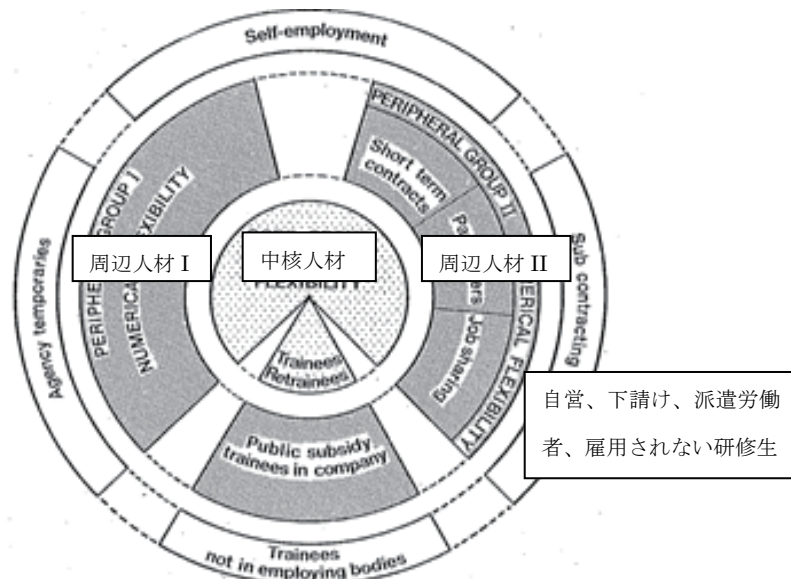 Self-employment
PERIPHERAL GROUP II
Short term
contracts
GROUP I
NUMERICAL
周辺人材 I
中核人材
周辺人材 II
FLEXIBILITY
Agency temporaries
Sub contracting
Job sharing
FLEXIBILITY
Trainees
Retrainees
自営、下請け、派遣労働
者、雇用されない研修生
Public subsidy,
trainees in company
Trainees
not in employing bodies